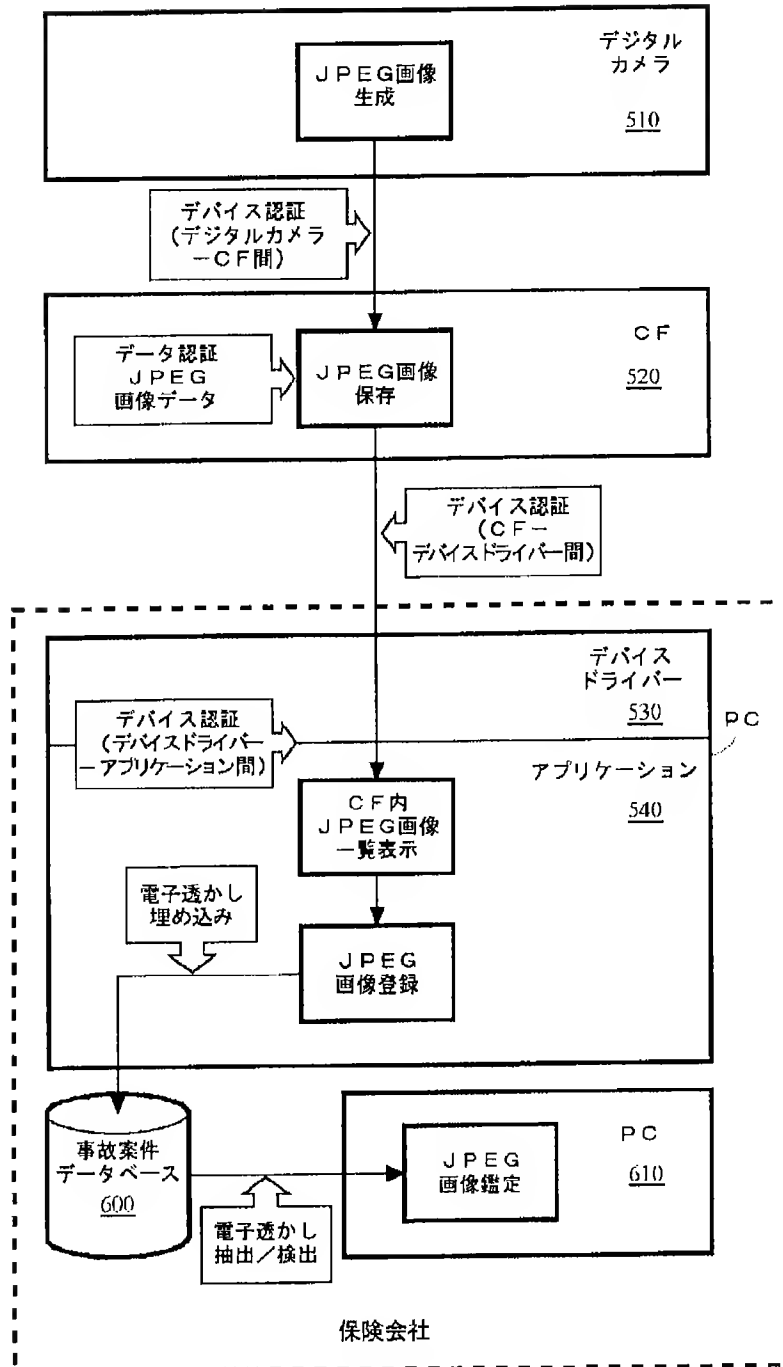 デジタル
カメラ
510
JPEG画像
生成
デバイス認証
(デジタルカメラ
-CF間)
CF
520
データ認証
JPEG
画像データ
JPEG画像
保存
デバイス認証
(CF-
デバイスドライバー間)
デバイス
ドライバー
530
PC
デバイス認証
(デバイスドライバー
-アプリケーション間)
アプリケーション
540
CF内
JPEG画像
一覧表示
電子透かし
埋め込み
JPEG
画像登録
事故案件
データベース
600
電子透かし
抽出/検出
PC
610
JPEG
画像鑑定
保険会社